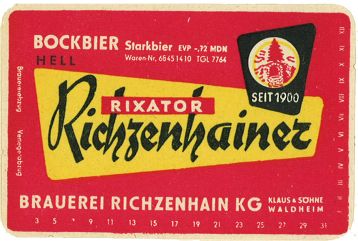 BOCKBIER Starkbier EVP -,72 MDN
HELL Waren-Nr. 68451410 TGL 7764
SEIT 1900
RIXATOR
Richzenhainer
BRAUEREI RICHZENHAIN KG KLAUS & SÖHNE
WALDHEIM
3 5 7 9 11 13 15 17 19 21 23 25 27 29 31